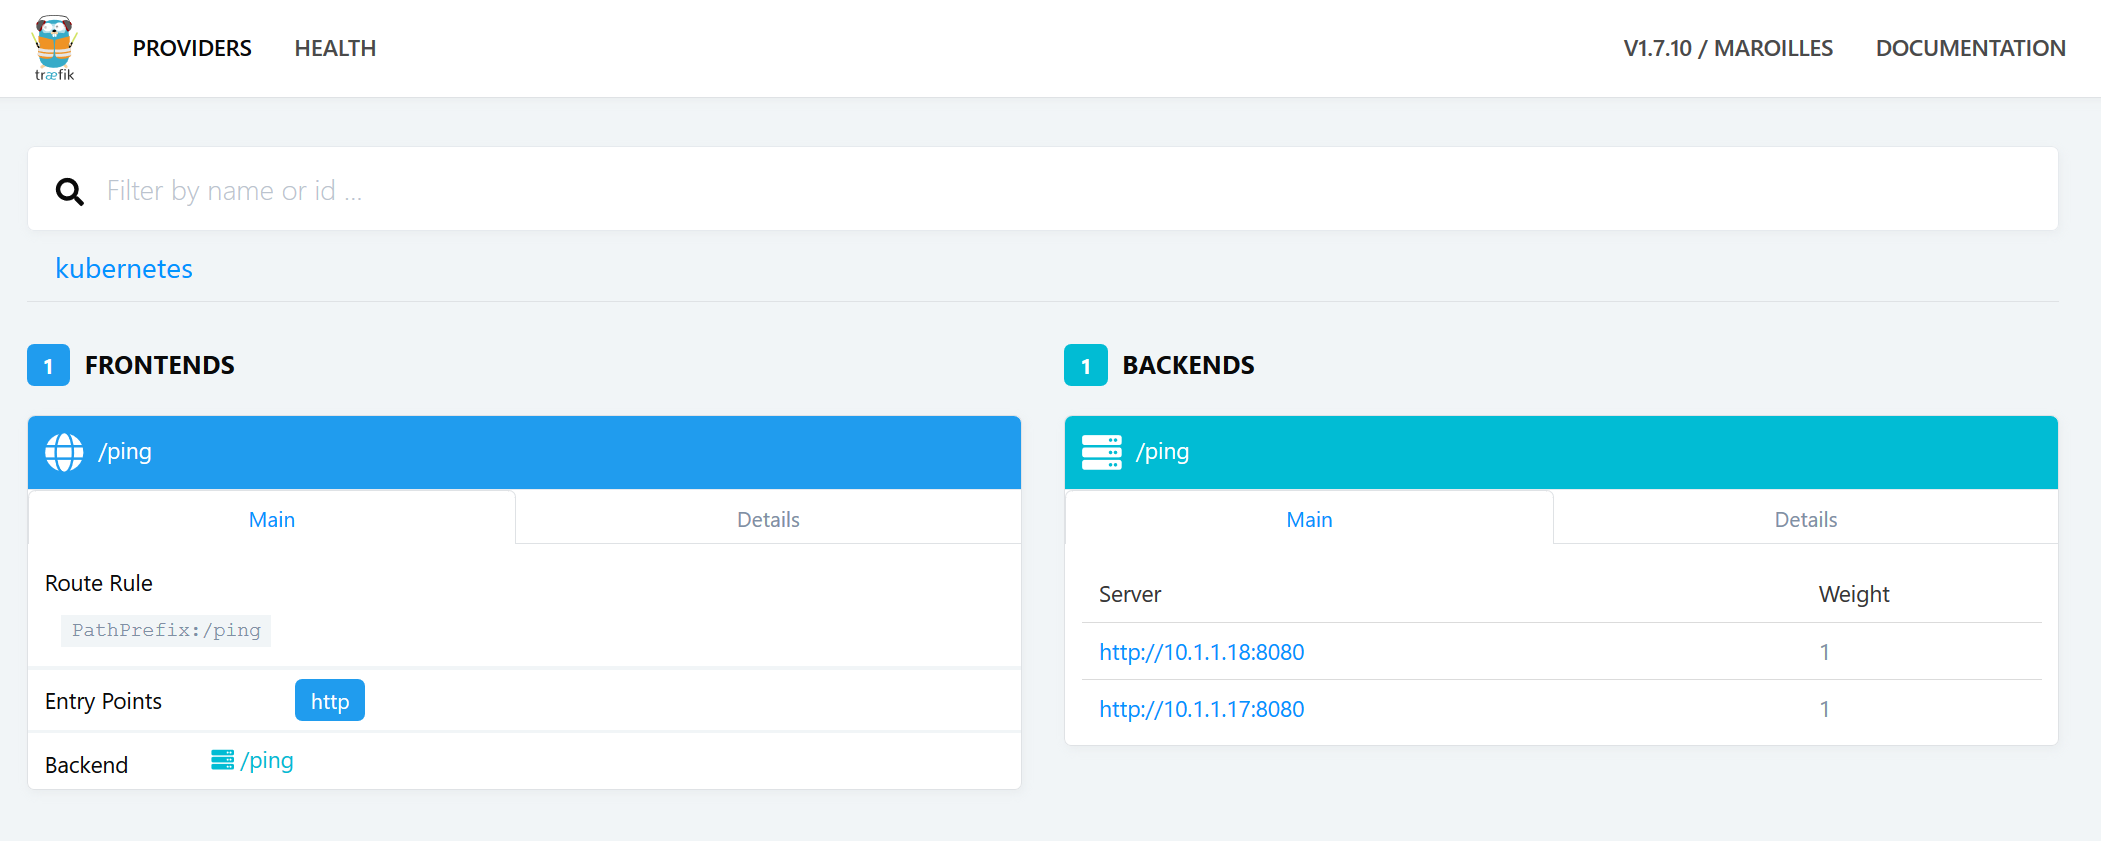 træfik
PROVIDERS HEALTH V1.7.10 / MAROILLES DOCUMENTATION
Filter by name or id ...
kubernetes
1 FRONTENDS
/ping
Main Details
Route Rule
PathPrefix:/ping
Entry Points http
Backend /ping
1 BACKENDS
/ping
Main Details
Server Weight
http://10.1.1.18:8080 1
http://10.1.1.17:8080 1